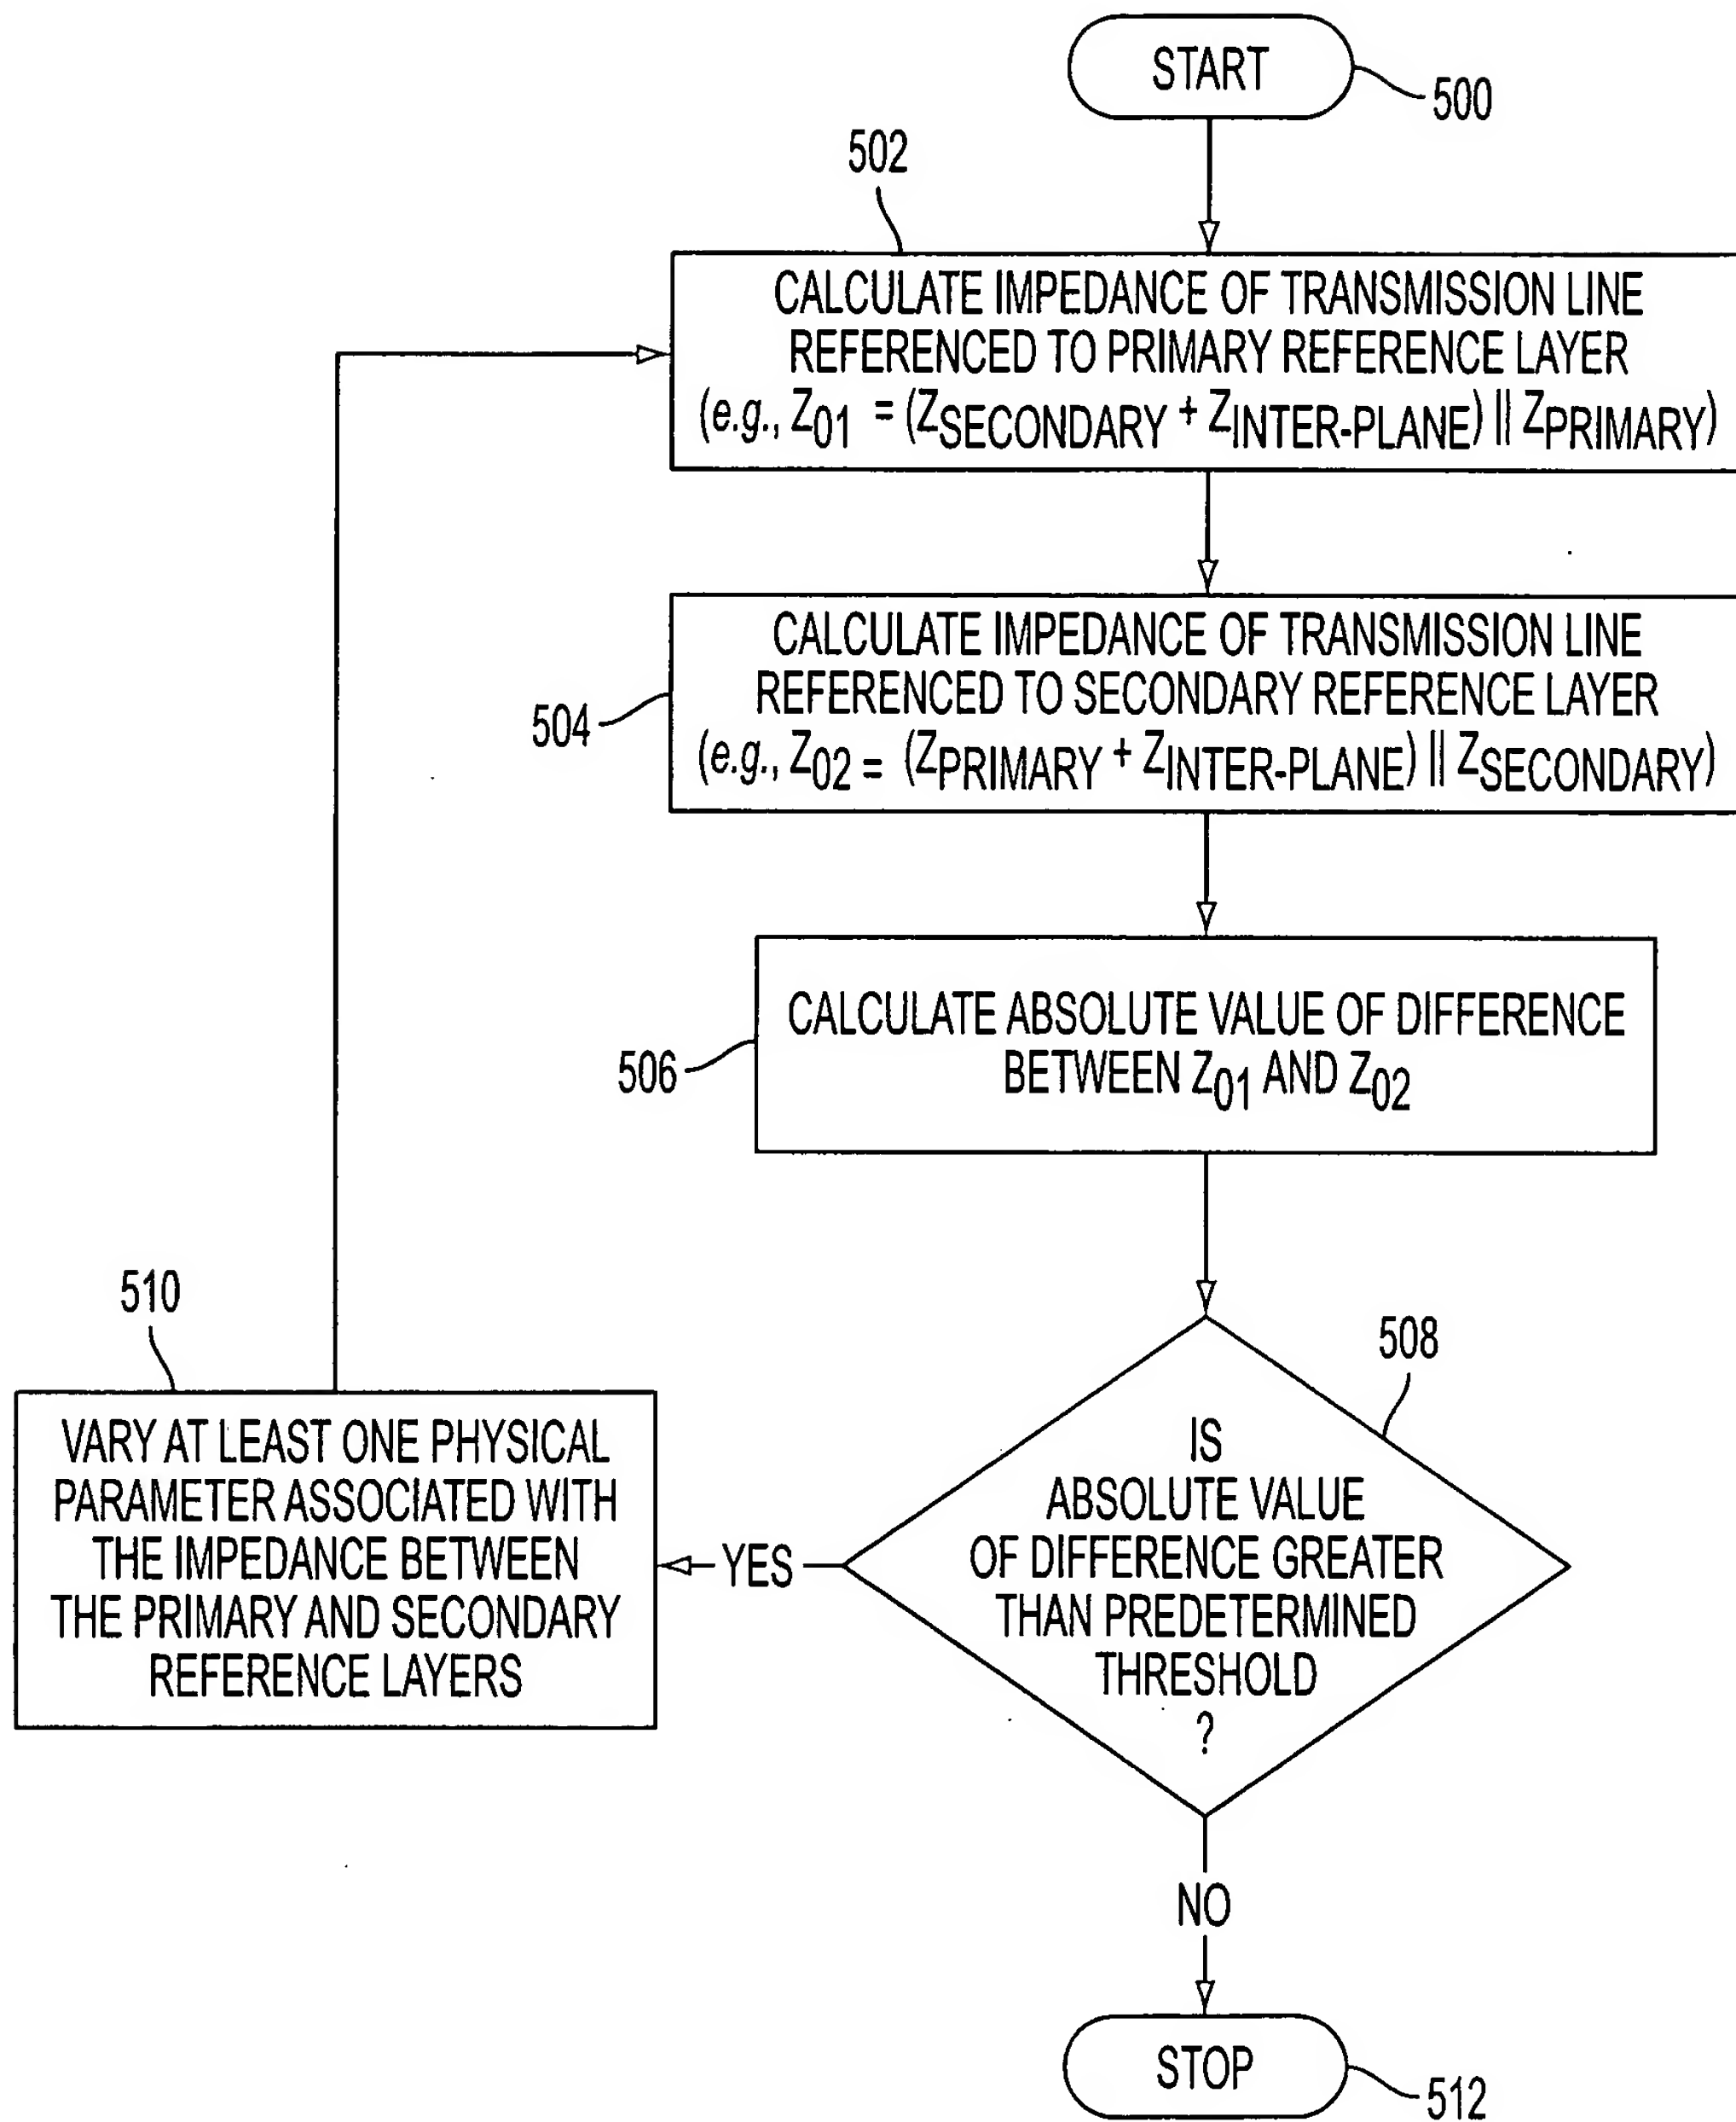 START
500
502
CALCULATE IMPEDANCE OF TRANSMISSION LINE
REFERENCED TO PRIMARY REFERENCE LAYER
(e.g., Z01 = (ZSECONDARY + ZINTER-PLANE) || ZPRIMARY)
CALCULATE IMPEDANCE OF TRANSMISSION LINE
REFERENCED TO SECONDARY REFERENCE LAYER
(e.g., Z02 = (ZPRIMARY + ZINTER-PLANE) || ZSECONDARY)
504
CALCULATE ABSOLUTE VALUE OF DIFFERENCE
BETWEEN Z01 AND Z02
506
510
508
VARY AT LEAST ONE PHYSICAL
PARAMETER ASSOCIATED WITH
THE IMPEDANCE BETWEEN
THE PRIMARY AND SECONDARY
REFERENCE LAYERS
YES
IS
ABSOLUTE VALUE
OF DIFFERENCE GREATER
THAN PREDETERMINED
THRESHOLD
?
NO
STOP
512